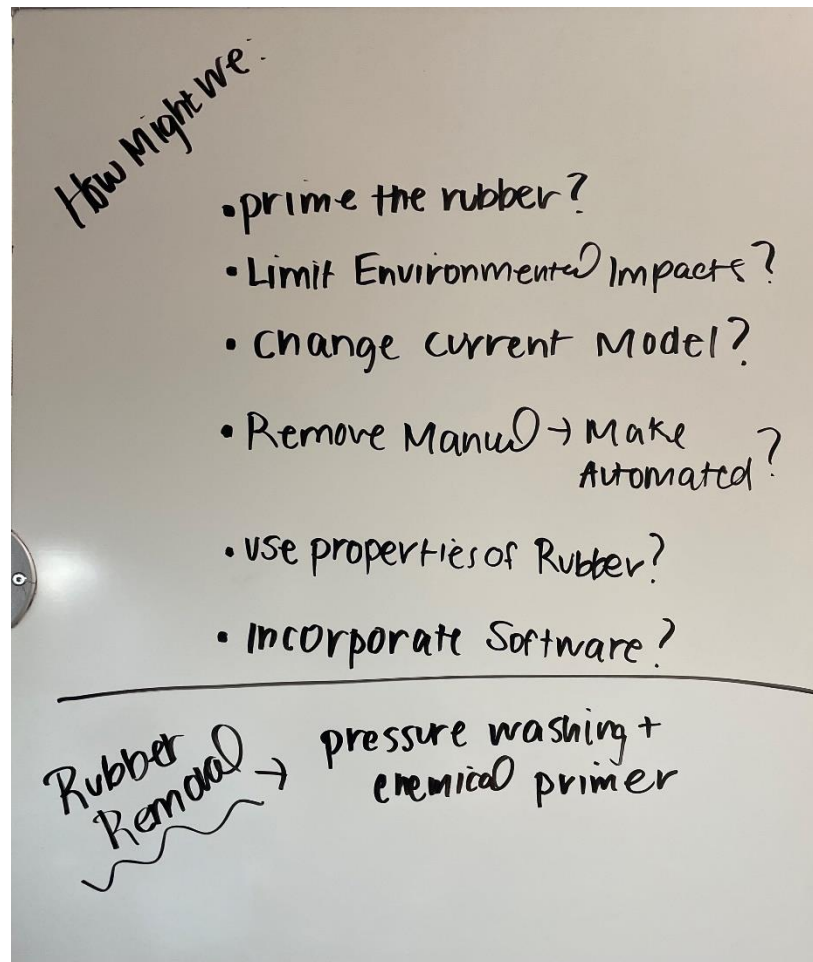 How Might We:
• prime the rubber?
• Limit Environmental Impacts?
• Change current Model?
• Remove Manual → Make
Automated?
• use properties of Rubber?
• Incorporate Software?
Rubber
Removal → pressure washing +
chemical primer